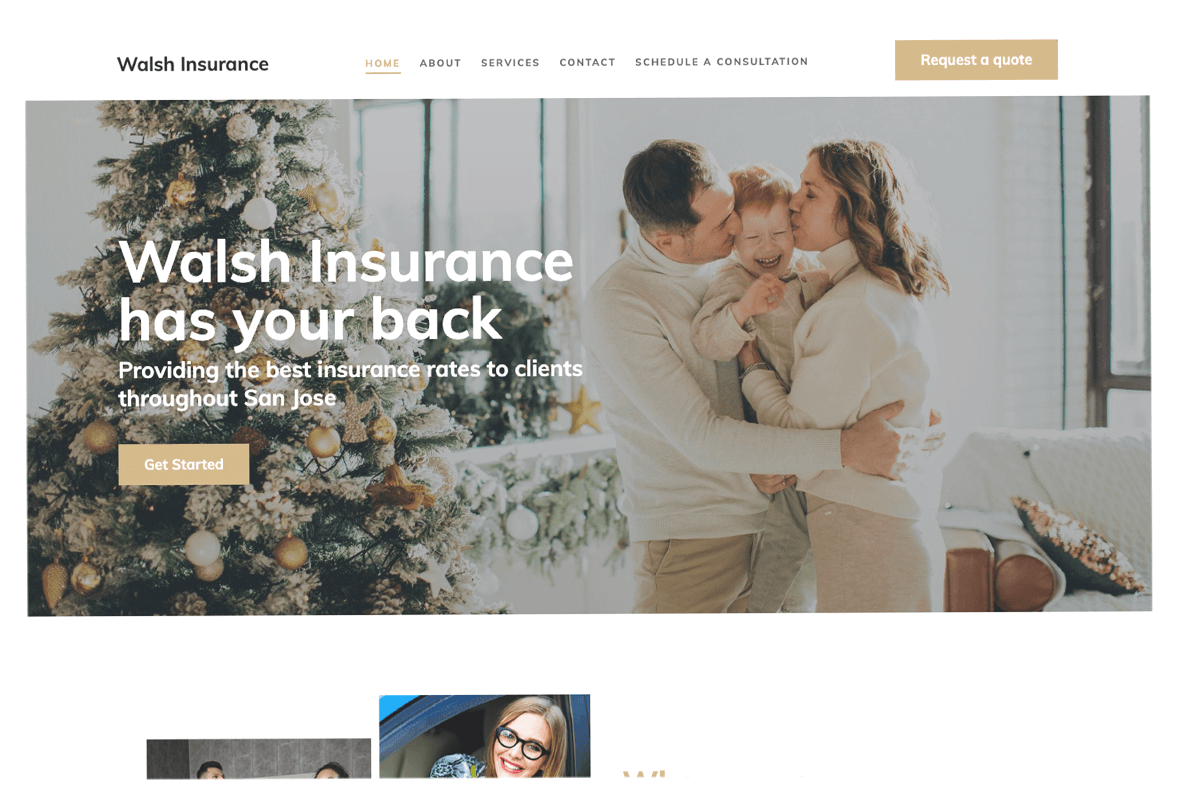 Walsh Insurance
HOME ABOUT SERVICES CONTACT SCHEDULE A CONSULTATION
Request a quote
Walsh Insurance
has your back
Providing the best insurance rates to clients
throughout San Jose
Get Started